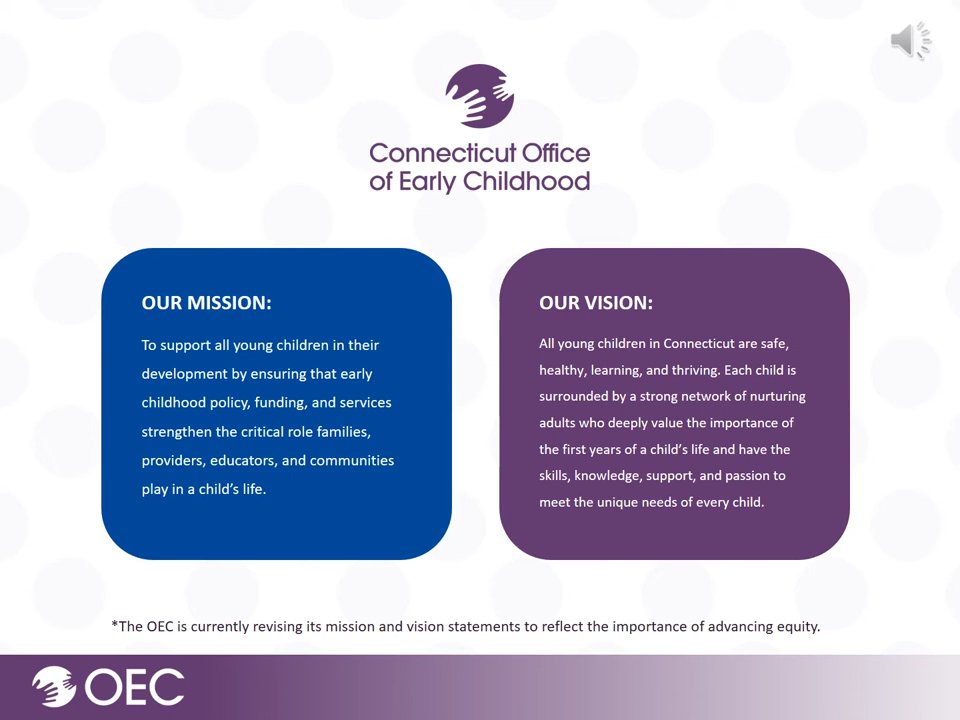 Connecticut Office
of Early Childhood
OUR MISSION:
To support all young children in their
development by ensuring that early
childhood policy, funding, and services
strengthen the critical role families,
providers, educators, and communities
play in a child’s life.
OUR VISION:
All young children in Connecticut are safe,
healthy, learning, and thriving. Each child is
surrounded by a strong network of nurturing
adults who deeply value the importance of
the first years of a child’s life and have the
skills, knowledge, support, and passion to
meet the unique needs of every child.
*The OEC is currently revising its mission and vision statements to reflect the importance of advancing equity.
OEC